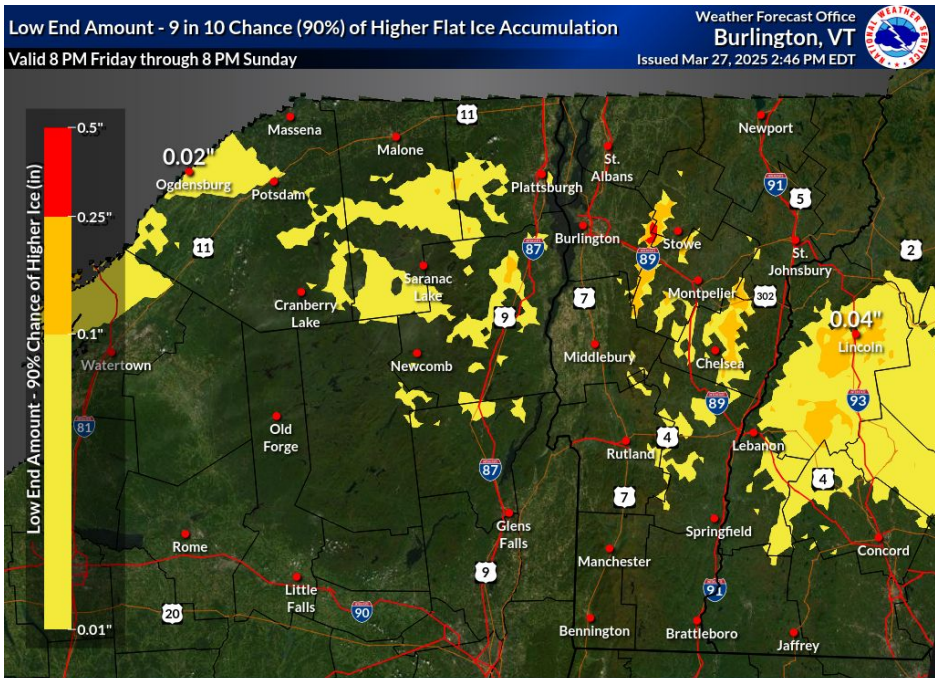 Low End Amount - 9 in 10 Chance (90%) of Higher Flat Ice Accumulation
Valid 8 PM Friday through 8 PM Sunday
Weather Forecast Office
Burlington, VT
Issued Mar 27, 2025 2:46 PM EDT
NATIONAL WEATHER SERVICE
Low End Amount - 90% Chance of Higher Ice (in)
0.5"
0.25"
0.1"
0.01"
Massena
11
Malone
Newport
St.
Albans
0.02"
Ogdensburg
Potsdam
Plattsburgh
91
5
Burlington
Stowe
11
87
89
St.
Johnsbury
2
Saranac
Lake
Cranberry
Lake
7
Montpelier
302
9
0.04"
Lincoln
Watertown
Newcomb
Middlebury
Chelsea
81
89
93
Old
Forge
4
Rutland
Lebanon
87
4
7
Glens
Falls
Springfield
Rome
Concord
Manchester
9
Little
Falls
91
20
90
Bennington
Brattleboro
Jaffrey